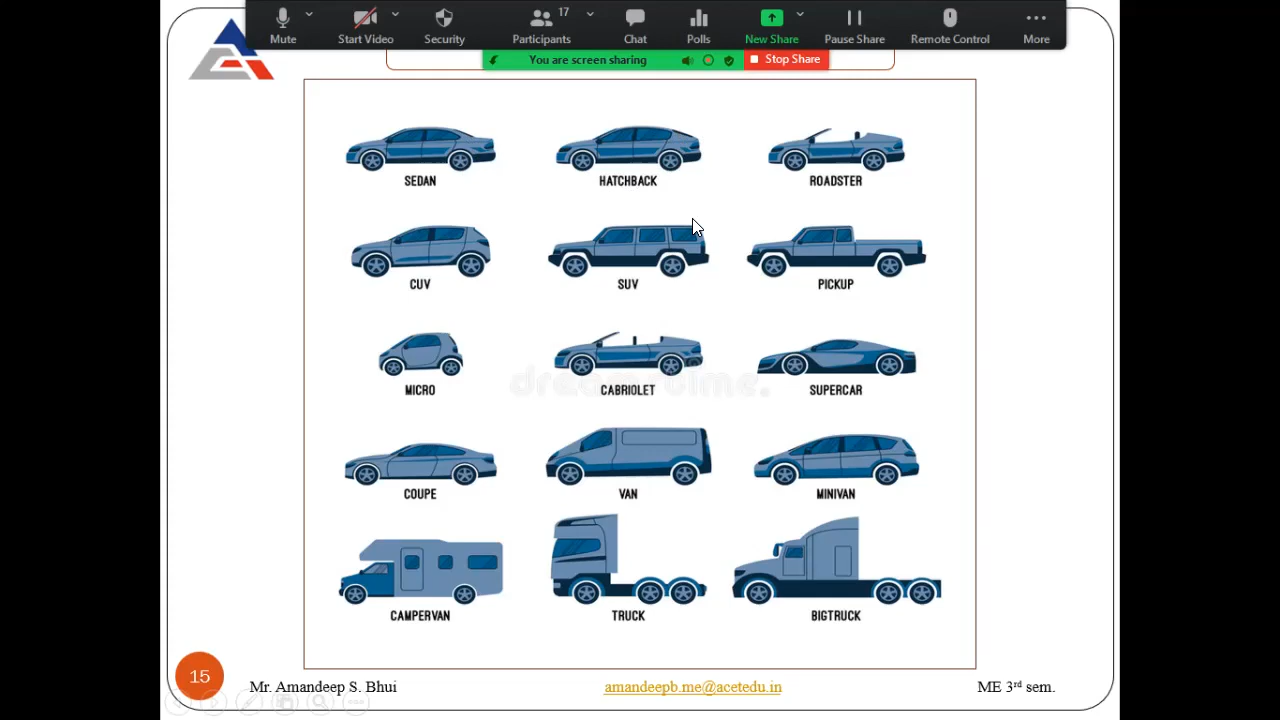 17
Mute
Start Video
Security
Participants
Chat
Polls
New Share
Pause Share
Remote Control
More
You are screen sharing
Stop Share
SEDAN
HATCHBACK
ROADSTER
CUV
SUV
PICKUP
MICRO
CABRIOLET
SUPERCAR
dreamstime.
COUPE
VAN
MINIVAN
CAMPERVAN
TRUCK
BIGTRUCK
15
Mr. Amandeep S. Bhui
amandeepb.me@acetedu.in
ME 3rd sem.